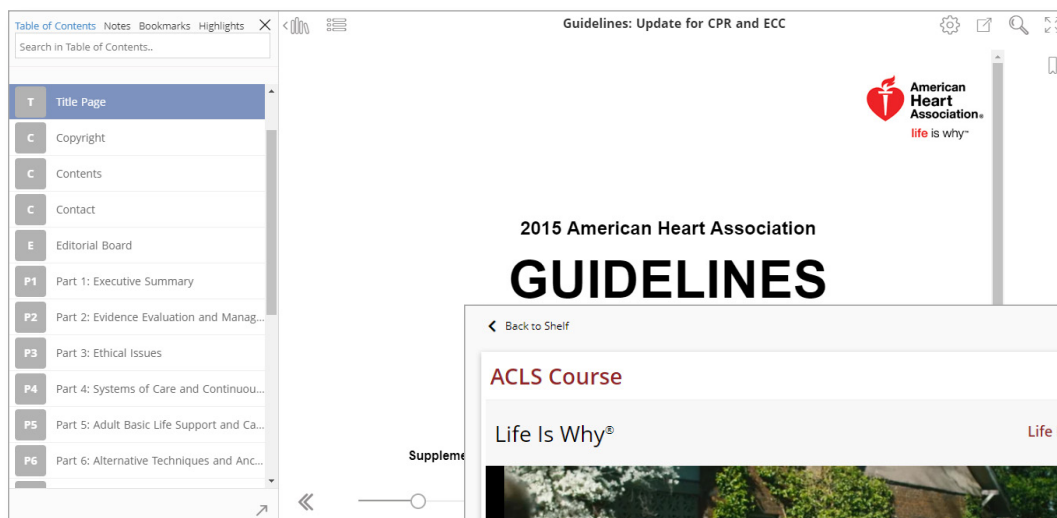 Table of Contents Notes Bookmarks Highlights
Search in Table of Contents..
T Title Page
C Copyright
C Contents
C Contact
E Editorial Board
P1 Part 1: Executive Summary
P2 Part 2: Evidence Evaluation and Manag...
P3 Part 3: Ethical Issues
P4 Part 4: Systems of Care and Continuou...
P5 Part 5: Adult Basic Life Support and Ca...
P6 Part 6: Alternative Techniques and Anc...
Guidelines: Update for CPR and ECC
American
Heart
Association®
life is why™
2015 American Heart Association
GUIDELINES
Suppleme
Back to Shelf
ACLS Course
Life Is Why®
Life